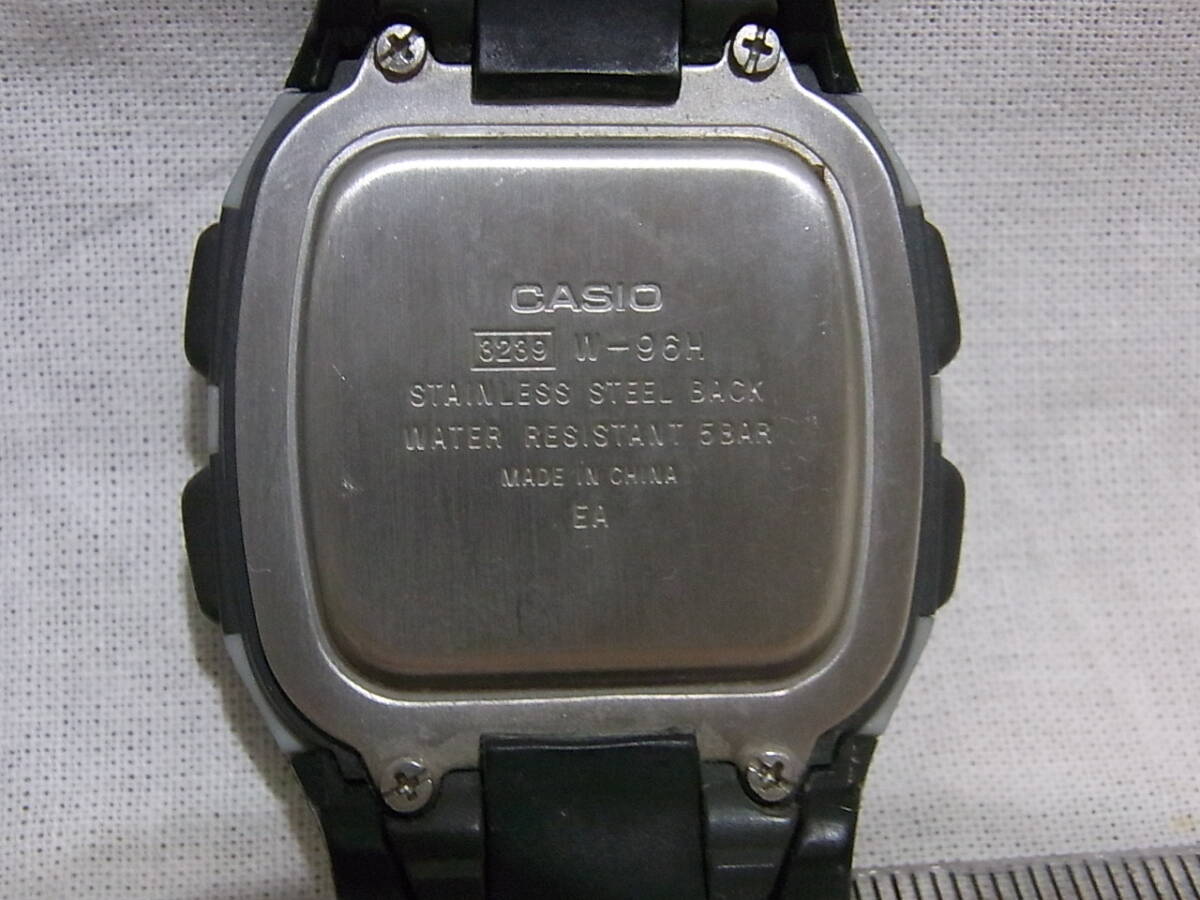 CASIO
3239 W-96H
STAINLESS STEEL BACK
WATER RESISTANT 5BAR
MADE IN CHINA
EA